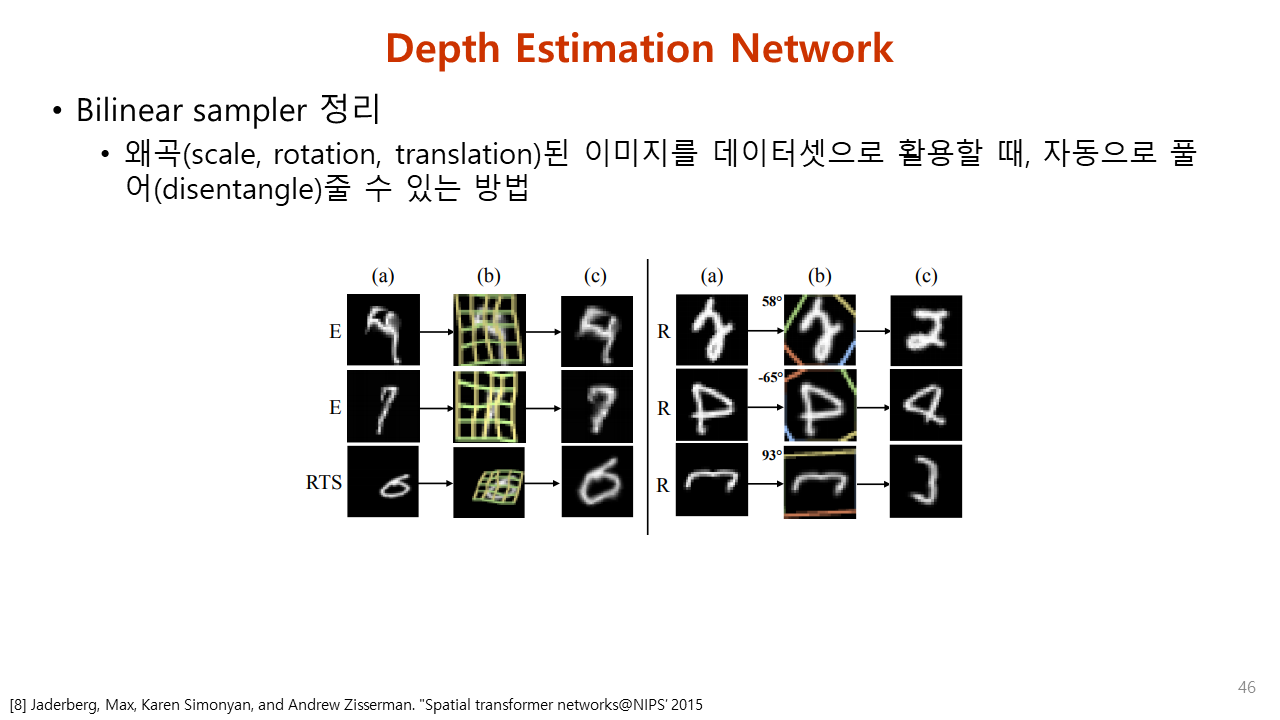 Depth Estimation Network
• Bilinear sampler 정리
• 왜곡(scale, rotation, translation)된 이미지를 데이터셋으로 활용할 때, 자동으로 풀
어(disentangle)줄 수 있는 방법
(a) (b) (c) (a) (b) (c)
E 58° R
E -65° R
RTS 93° R
46
[8] Jaderberg, Max, Karen Simonyan, and Andrew Zisserman. "Spatial transformer networks@NIPS' 2015